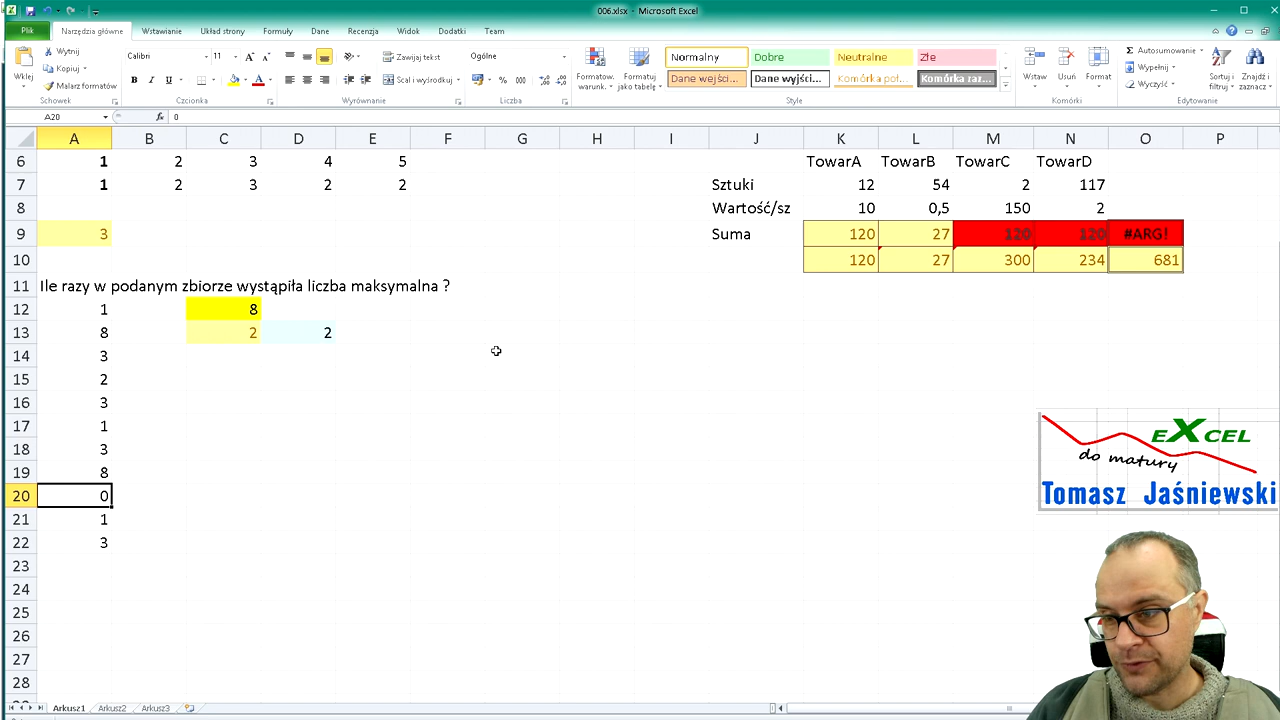 006.xlsx - Microsoft Excel
Plik Narzędzia główne Wstawianie Układ strony Formuły Dane Recenzja Widok Dodatki Team
Wytnij
Kopiuj
Malarz formatów
Wklej
Schowek
Calibri 11
B I U
Czcionka
Zawijaj tekst
Scal i wyśrodkuj
Wyrównanie
Ogólne
Liczba
Formatow. warunk.
Formatuj jako tabelę
Normalny Dobre Neutralne Złe
Dane wejści... Dane wyjści... Komórka poł... Komórka zaz...
Style
Wstaw Usuń Format
Komórki
Autosumowanie
Wypełnij
Wyczyść
Sortuj i filtruj
Znajdź i zaznacz
Edytowanie
A20 fx 0
A B C D E F G H I J K L M N O P
6 1 2 3 4 5 TowarA TowarB TowarC TowarD
7 1 2 3 2 2 Sztuki 12 54 2 117
8 Wartość/sz 10 0,5 150 2
9 3 Suma 120 27 120 120 #ARG!
10 120 27 300 234 681
11 Ile razy w podanym zbiorze wystąpiła liczba maksymalna ?
12 1 8
13 8 2 2
14 3
15 2
16 3
17 1
18 3
19 8
20 0
21 1
22 3
23
24
25
26
27
28
EXCEL
do matury
Tomasz Jaśniewski
Arkusz1 Arkusz2 Arkusz3